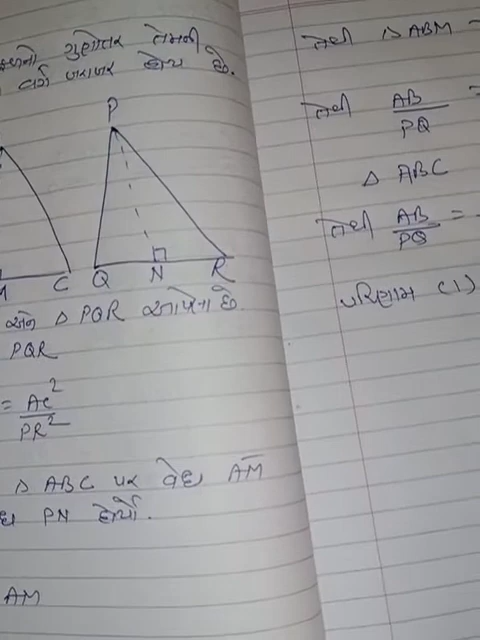 ગુણોત્તર તેમની
વર્ગ બરાબર હોય છે.
P
M C Q N R
અને △ PQR આપેલા છે.
PQR
= AC²
PR²
△ ABC પર વેધ AM
PN દોર્યો.
AM
તેથી △ ABM
તેથી AB =
PQ
△ ABC
તેથી AB =
PQ
પરિણામ (1)